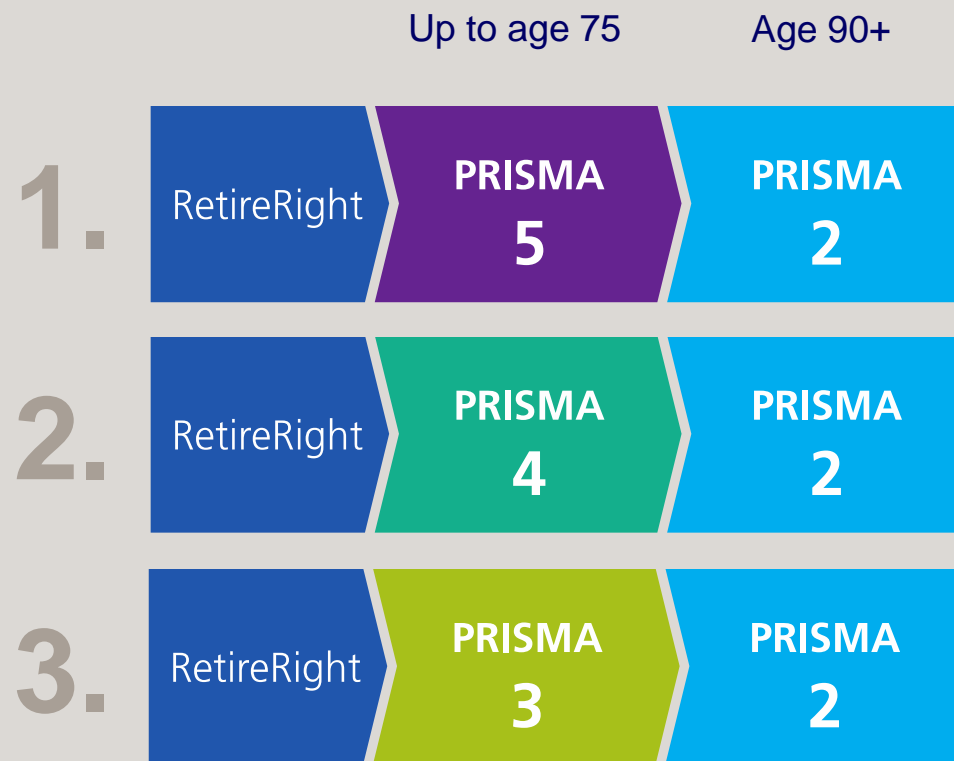 Up to age 75 Age 90+
1. RetireRight PRISMA 5 PRISMA 2
2. RetireRight PRISMA 4 PRISMA 2
3. RetireRight PRISMA 3 PRISMA 2